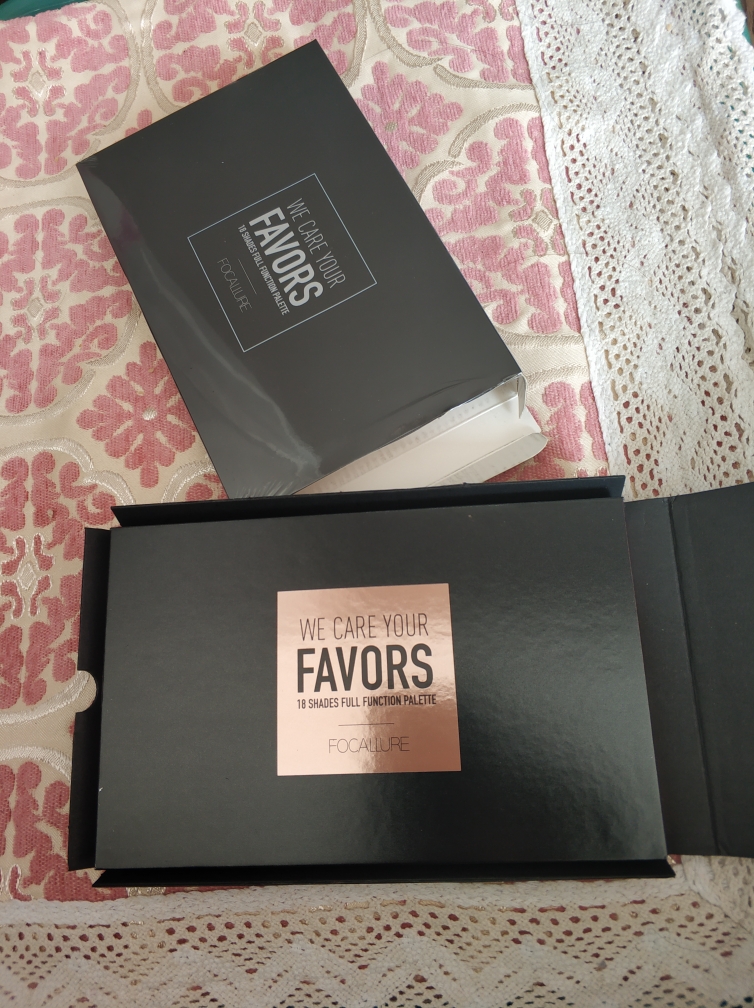 WE CARE YOUR
FAVORS
18 SHADES FULL FUNCTION PALETTE
FOCALLURE
WE CARE YOUR
FAVORS
18 SHADES FULL FUNCTION PALETTE
FOCALLURE